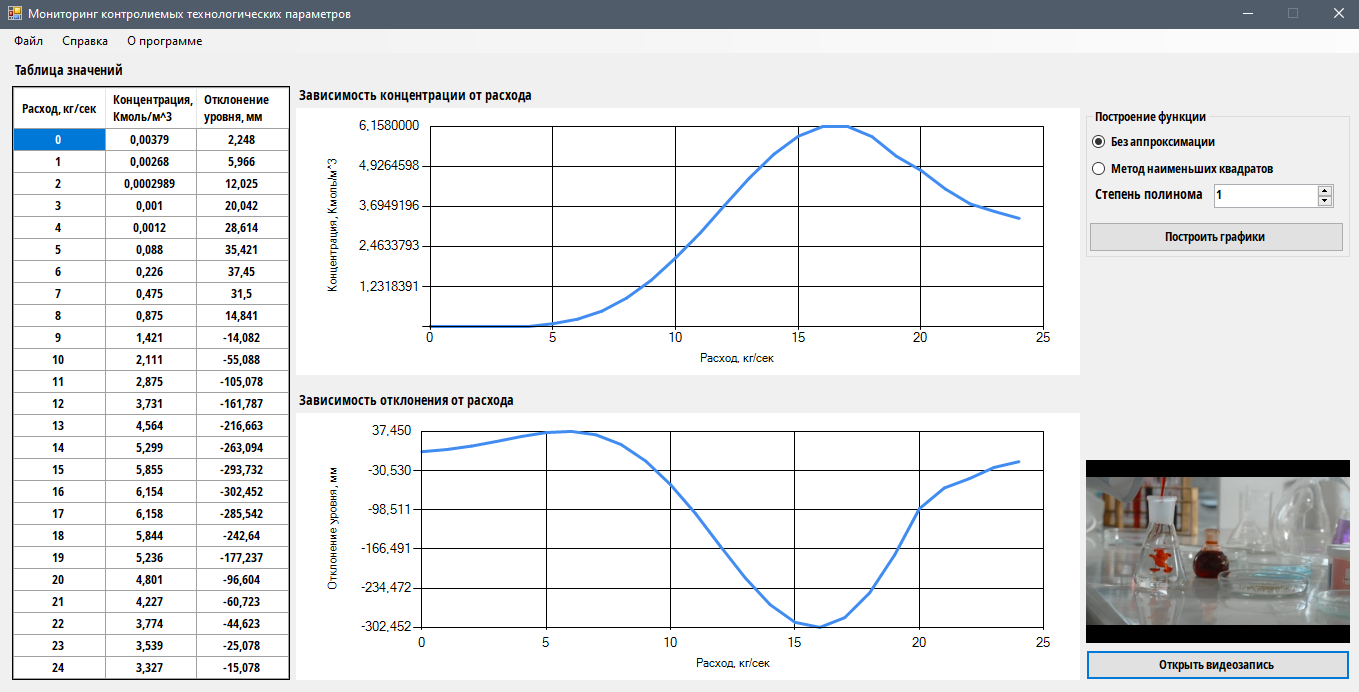 Мониторинг контролиемых технологических параметров
Файл Справка О программе
Таблица значений
Расход, кг/сек Концентрация, Кмоль/м^3 Отклонение уровня, мм
0 0,00379 2,248
1 0,00268 5,966
2 0,0002989 12,025
3 0,001 20,042
4 0,0012 28,614
5 0,088 35,421
6 0,226 37,45
7 0,475 31,5
8 0,875 14,841
9 1,421 -14,082
10 2,111 -55,088
11 2,875 -105,078
12 3,731 -161,787
13 4,564 -216,663
14 5,299 -263,094
15 5,855 -293,732
16 6,154 -302,452
17 6,158 -285,542
18 5,844 -242,64
19 5,236 -177,237
20 4,801 -96,604
21 4,227 -60,723
22 3,774 -44,623
23 3,539 -25,078
24 3,327 -15,078
Зависимость концентрации от расхода
Концентрация, Кмоль/м^3
6,1580000
4,9264598
3,6949196
2,4633793
1,2318391
0 5 10 15 20 25
Расход, кг/сек
Зависимость отклонения от расхода
Отклонение уровня, мм
37,450
-30,530
-98,511
-166,491
-234,472
-302,452
0 5 10 15 20 25
Расход, кг/сек
Построение функции
Без аппроксимации
Метод наименьших квадратов
Степень полинома 1
Построить графики
Открыть видеозапись